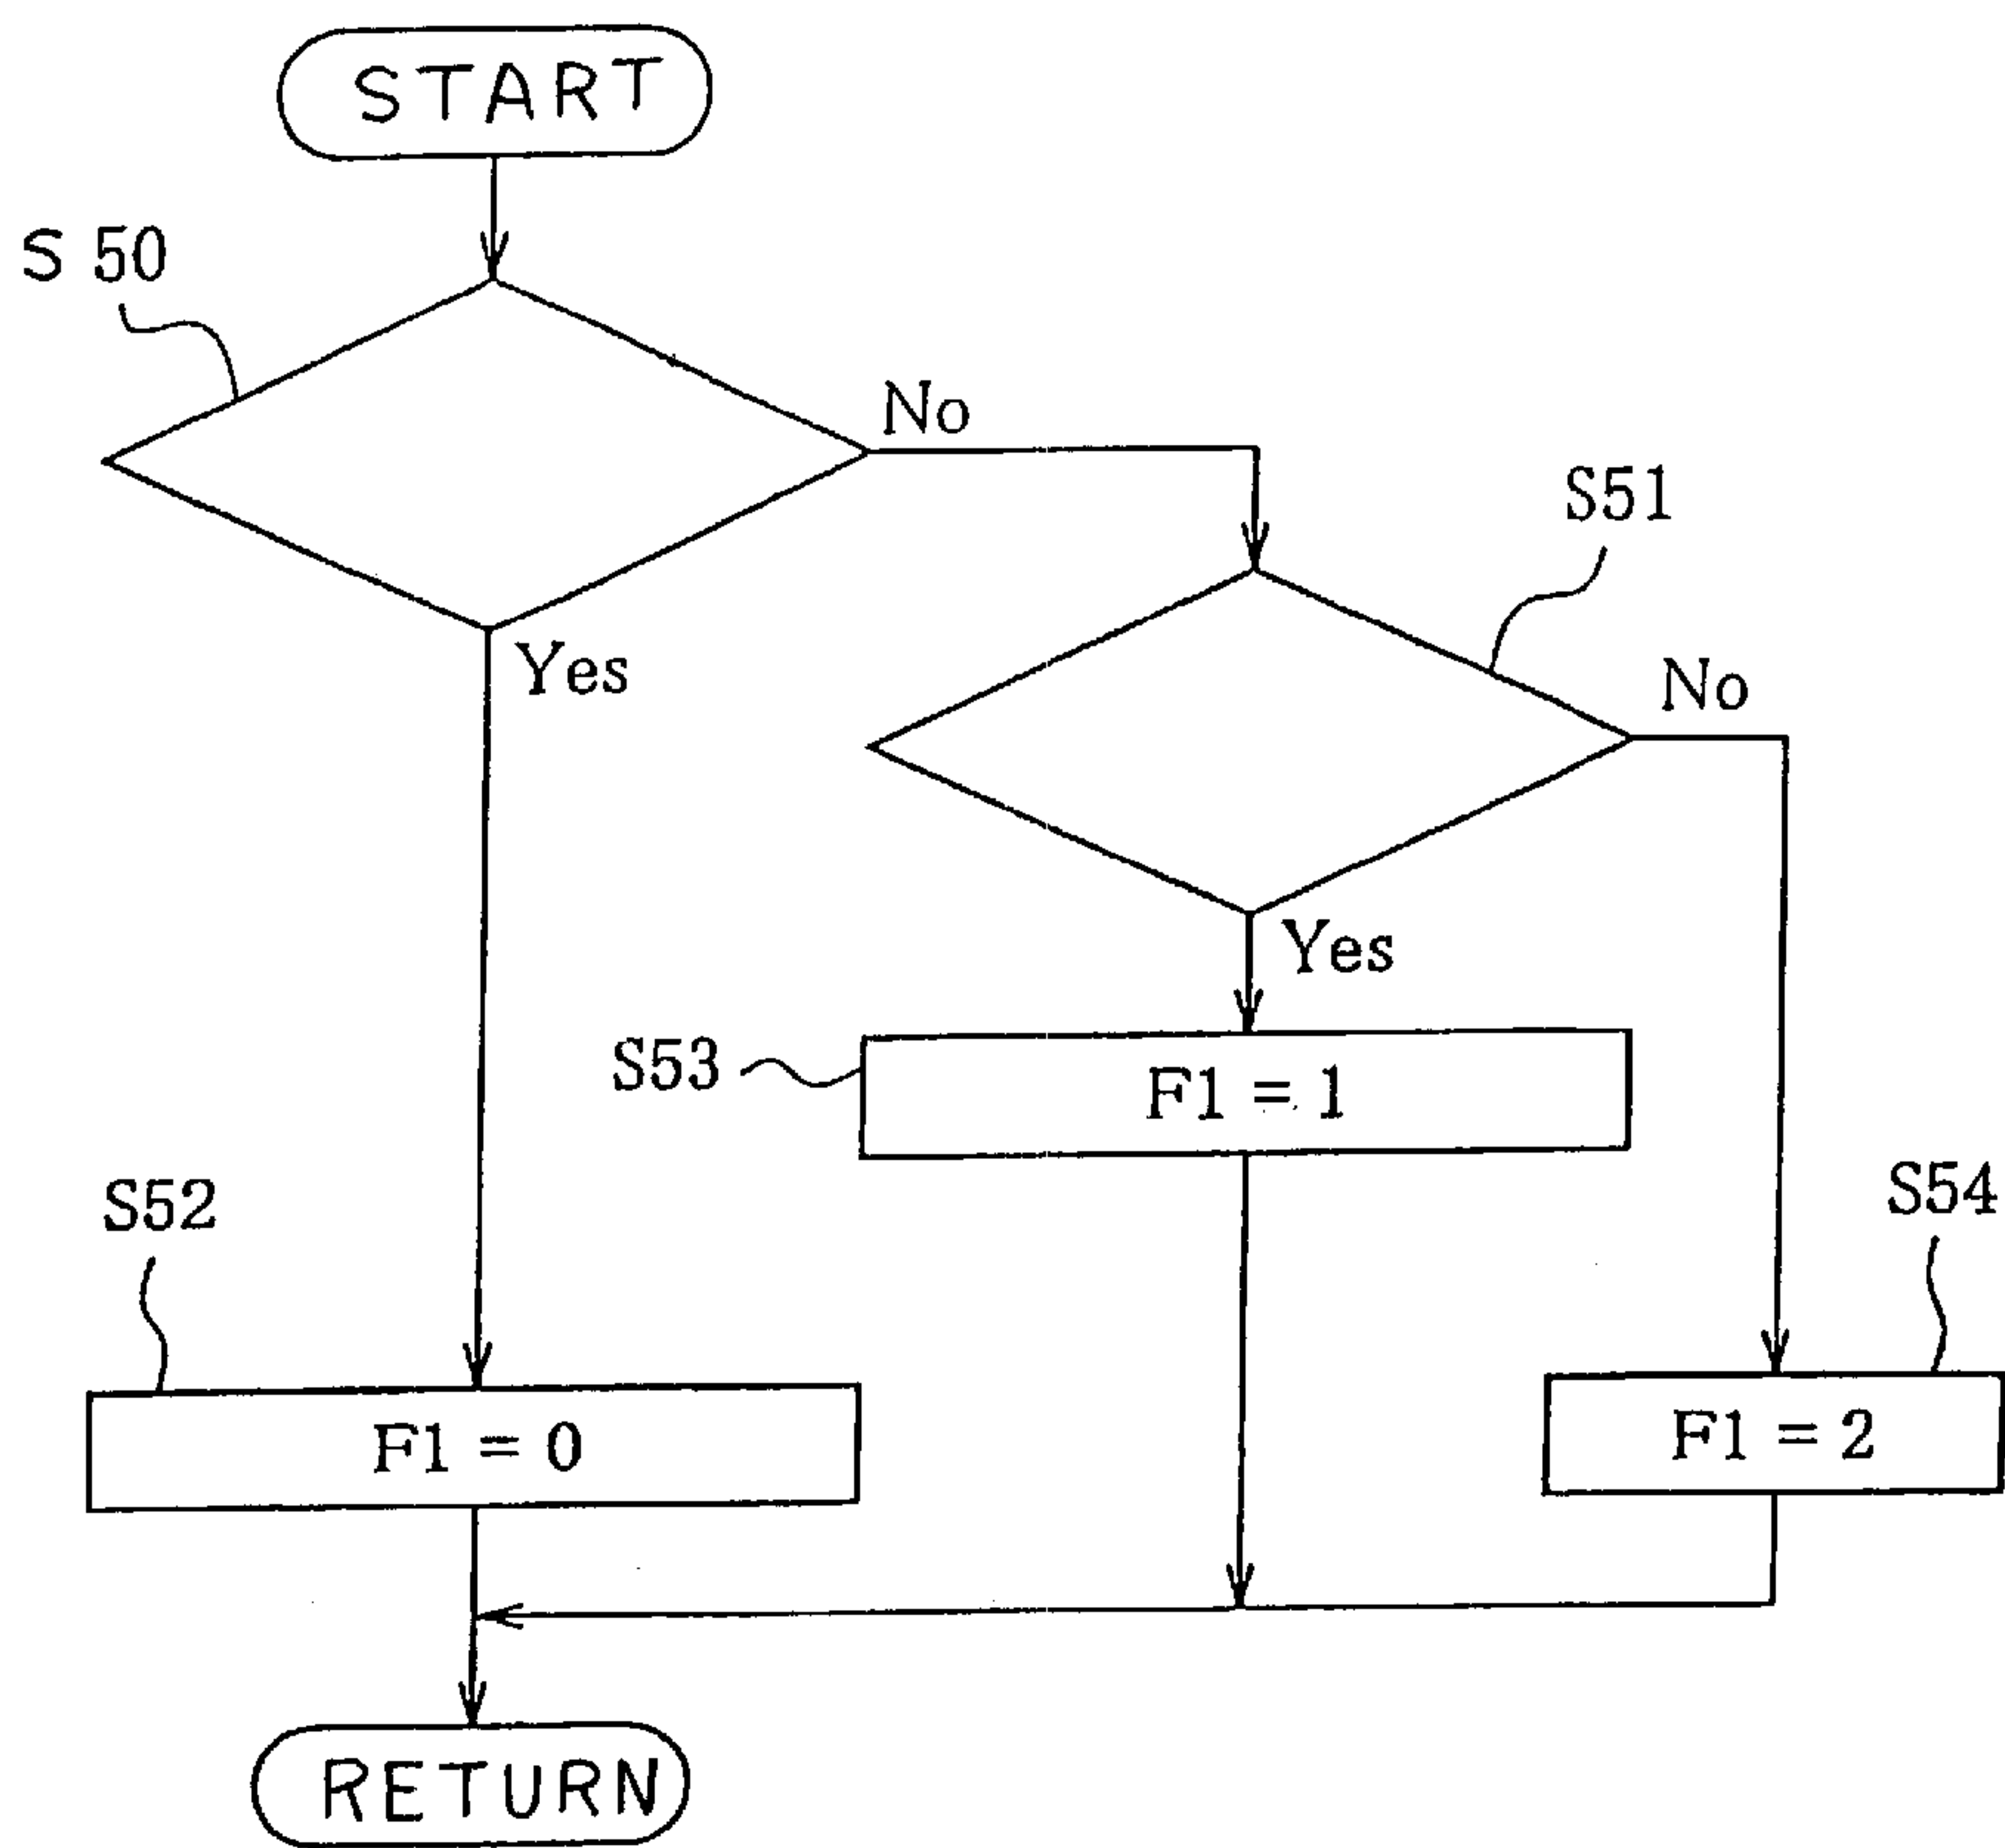 START
S 50
No
S51
Yes
No
Yes
S53
F1 = 1
S52
S54
F1 = 0
F1 = 2
RETURN